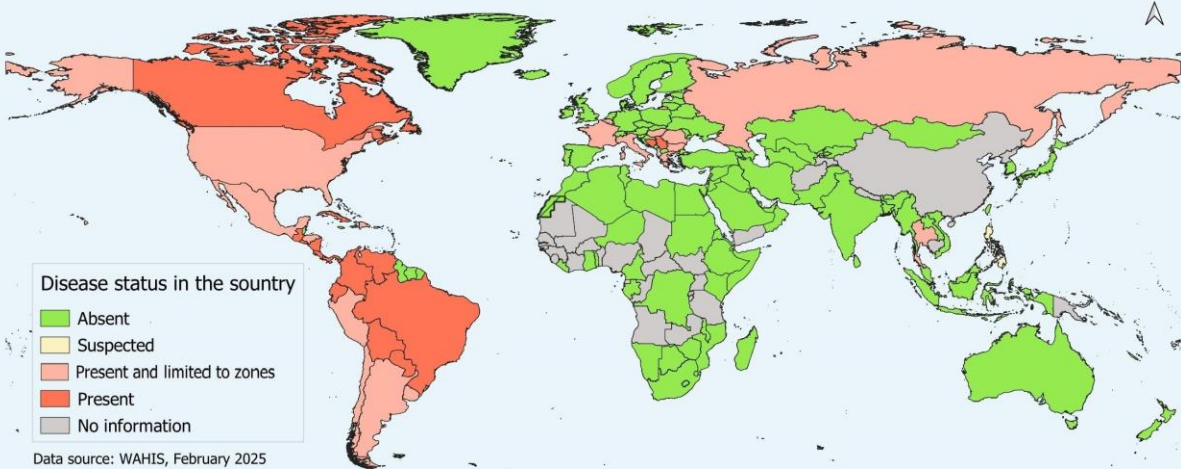 Disease status in the country
Absent
Suspected
Present and limited to zones
Present
No information
Data source: WAHIS, February 2025